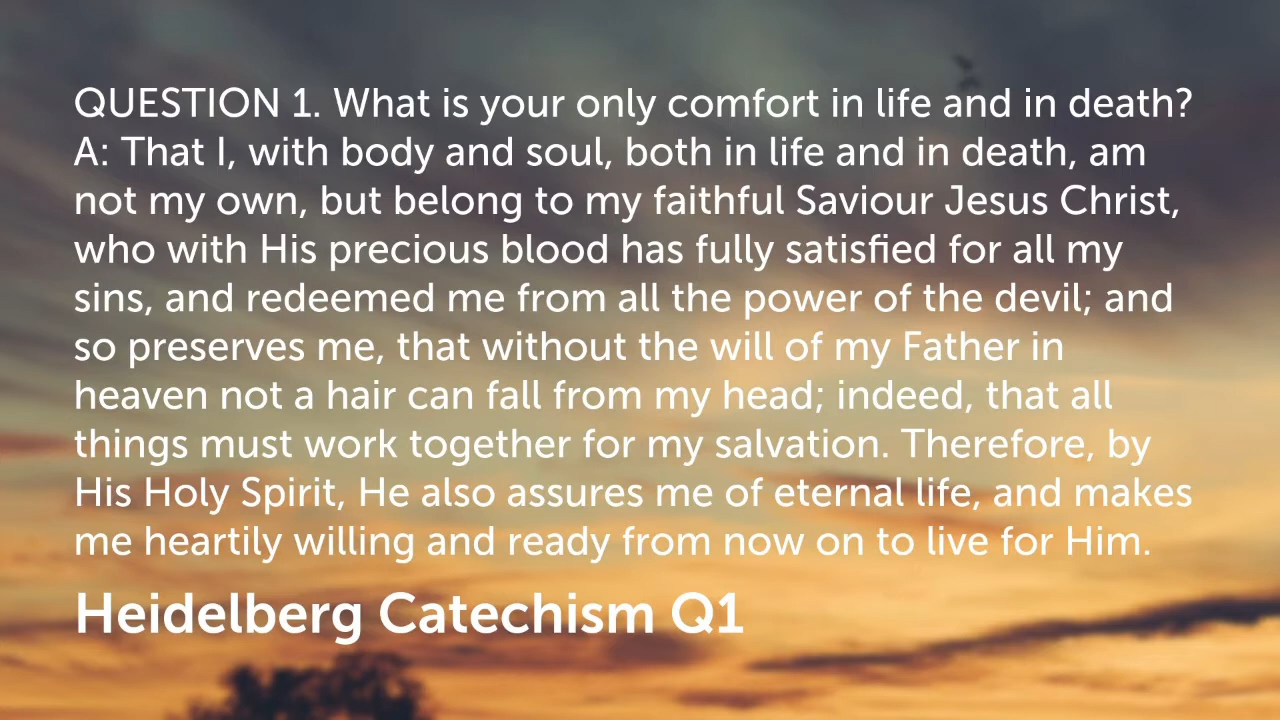 QUESTION 1. What is your only comfort in life and in death?
A: That I, with body and soul, both in life and in death, am
not my own, but belong to my faithful Saviour Jesus Christ,
who with His precious blood has fully satisfied for all my
sins, and redeemed me from all the power of the devil; and
so preserves me, that without the will of my Father in
heaven not a hair can fall from my head; indeed, that all
things must work together for my salvation. Therefore, by
His Holy Spirit, He also assures me of eternal life, and makes
me heartily willing and ready from now on to live for Him.
Heidelberg Catechism Q1